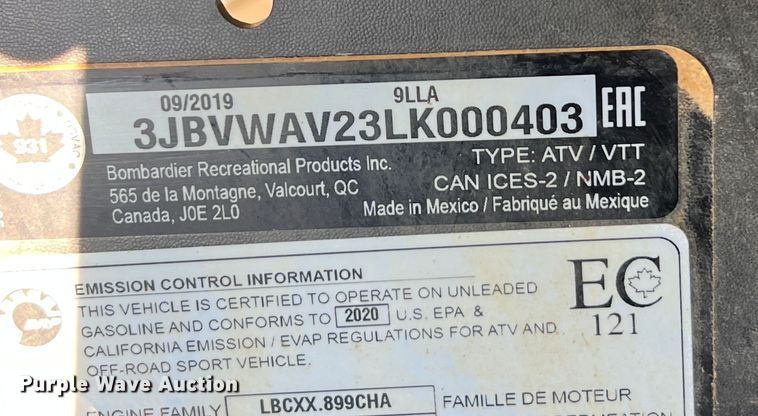 09/2019 9LLA
3JBVWAV23LK000403
EAC
931
Bombardier Recreational Products Inc.
565 de la Montagne, Valcourt, QC
Canada, J0E 2L0
TYPE: ATV / VTT
CAN ICES-2 / NMB-2
Made in Mexico / Fabriqué au Mexique
EMISSION CONTROL INFORMATION
THIS VEHICLE IS CERTIFIED TO OPERATE ON UNLEADED
GASOLINE AND CONFORMS TO 2020 U.S. EPA &
CALIFORNIA EMISSION / EVAP REGULATIONS FOR ATV AND
OFF-ROAD SPORT VEHICLE.
EC
121
ENGINE FAMILY LBCXX.899CHA FAMILLE DE MOTEUR
Purple Wave Auction